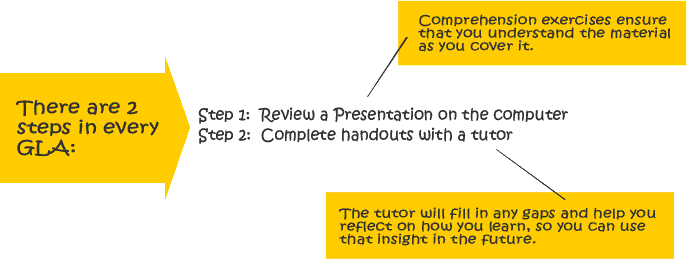 Comprehension exercises ensure
that you understand the material
as you cover it.
There are 2
steps in every
GLA:
Step 1: Review a Presentation on the computer
Step 2: Complete handouts with a tutor
The tutor will fill in any gaps and help you
reflect on how you learn, so you can use
that insight in the future.